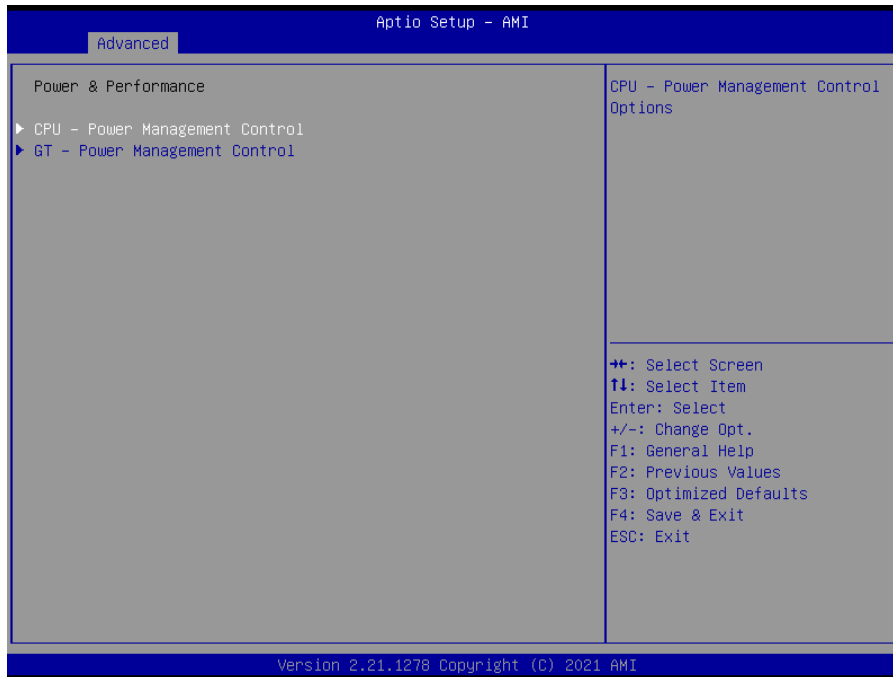 Aptio Setup – AMI
Advanced
Power & Performance
▶ CPU – Power Management Control
▶ GT – Power Management Control
CPU – Power Management Control
Options
→←: Select Screen
↑↓: Select Item
Enter: Select
+/–: Change Opt.
F1: General Help
F2: Previous Values
F3: Optimized Defaults
F4: Save & Exit
ESC: Exit
Version 2.21.1278 Copyright (C) 2021 AMI